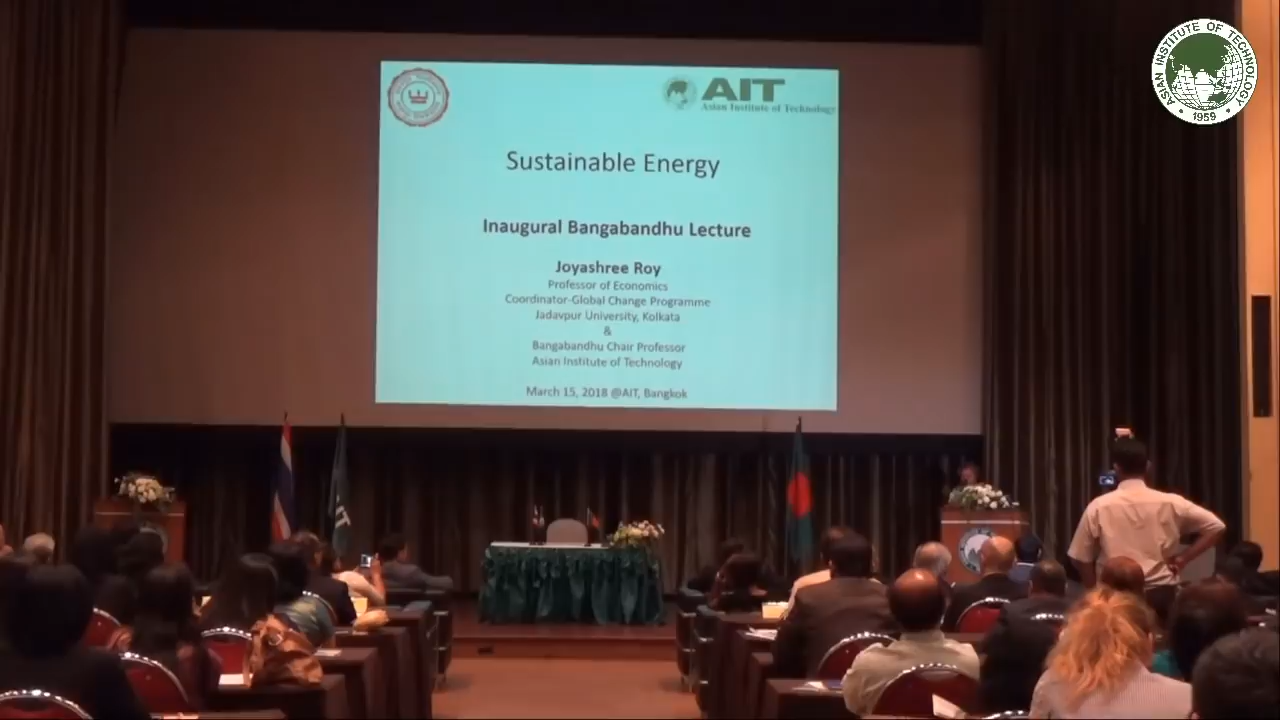 AIT
Asian Institute of Technology
Sustainable Energy
Inaugural Bangabandhu Lecture
Joyashree Roy
Professor of Economics
Coordinator-Global Change Programme
Jadavpur University, Kolkata
&
Bangabandhu Chair Professor
Asian Institute of Technology
March 15, 2018 @AIT, Bangkok
ASIAN INSTITUTE OF TECHNOLOGY
1959